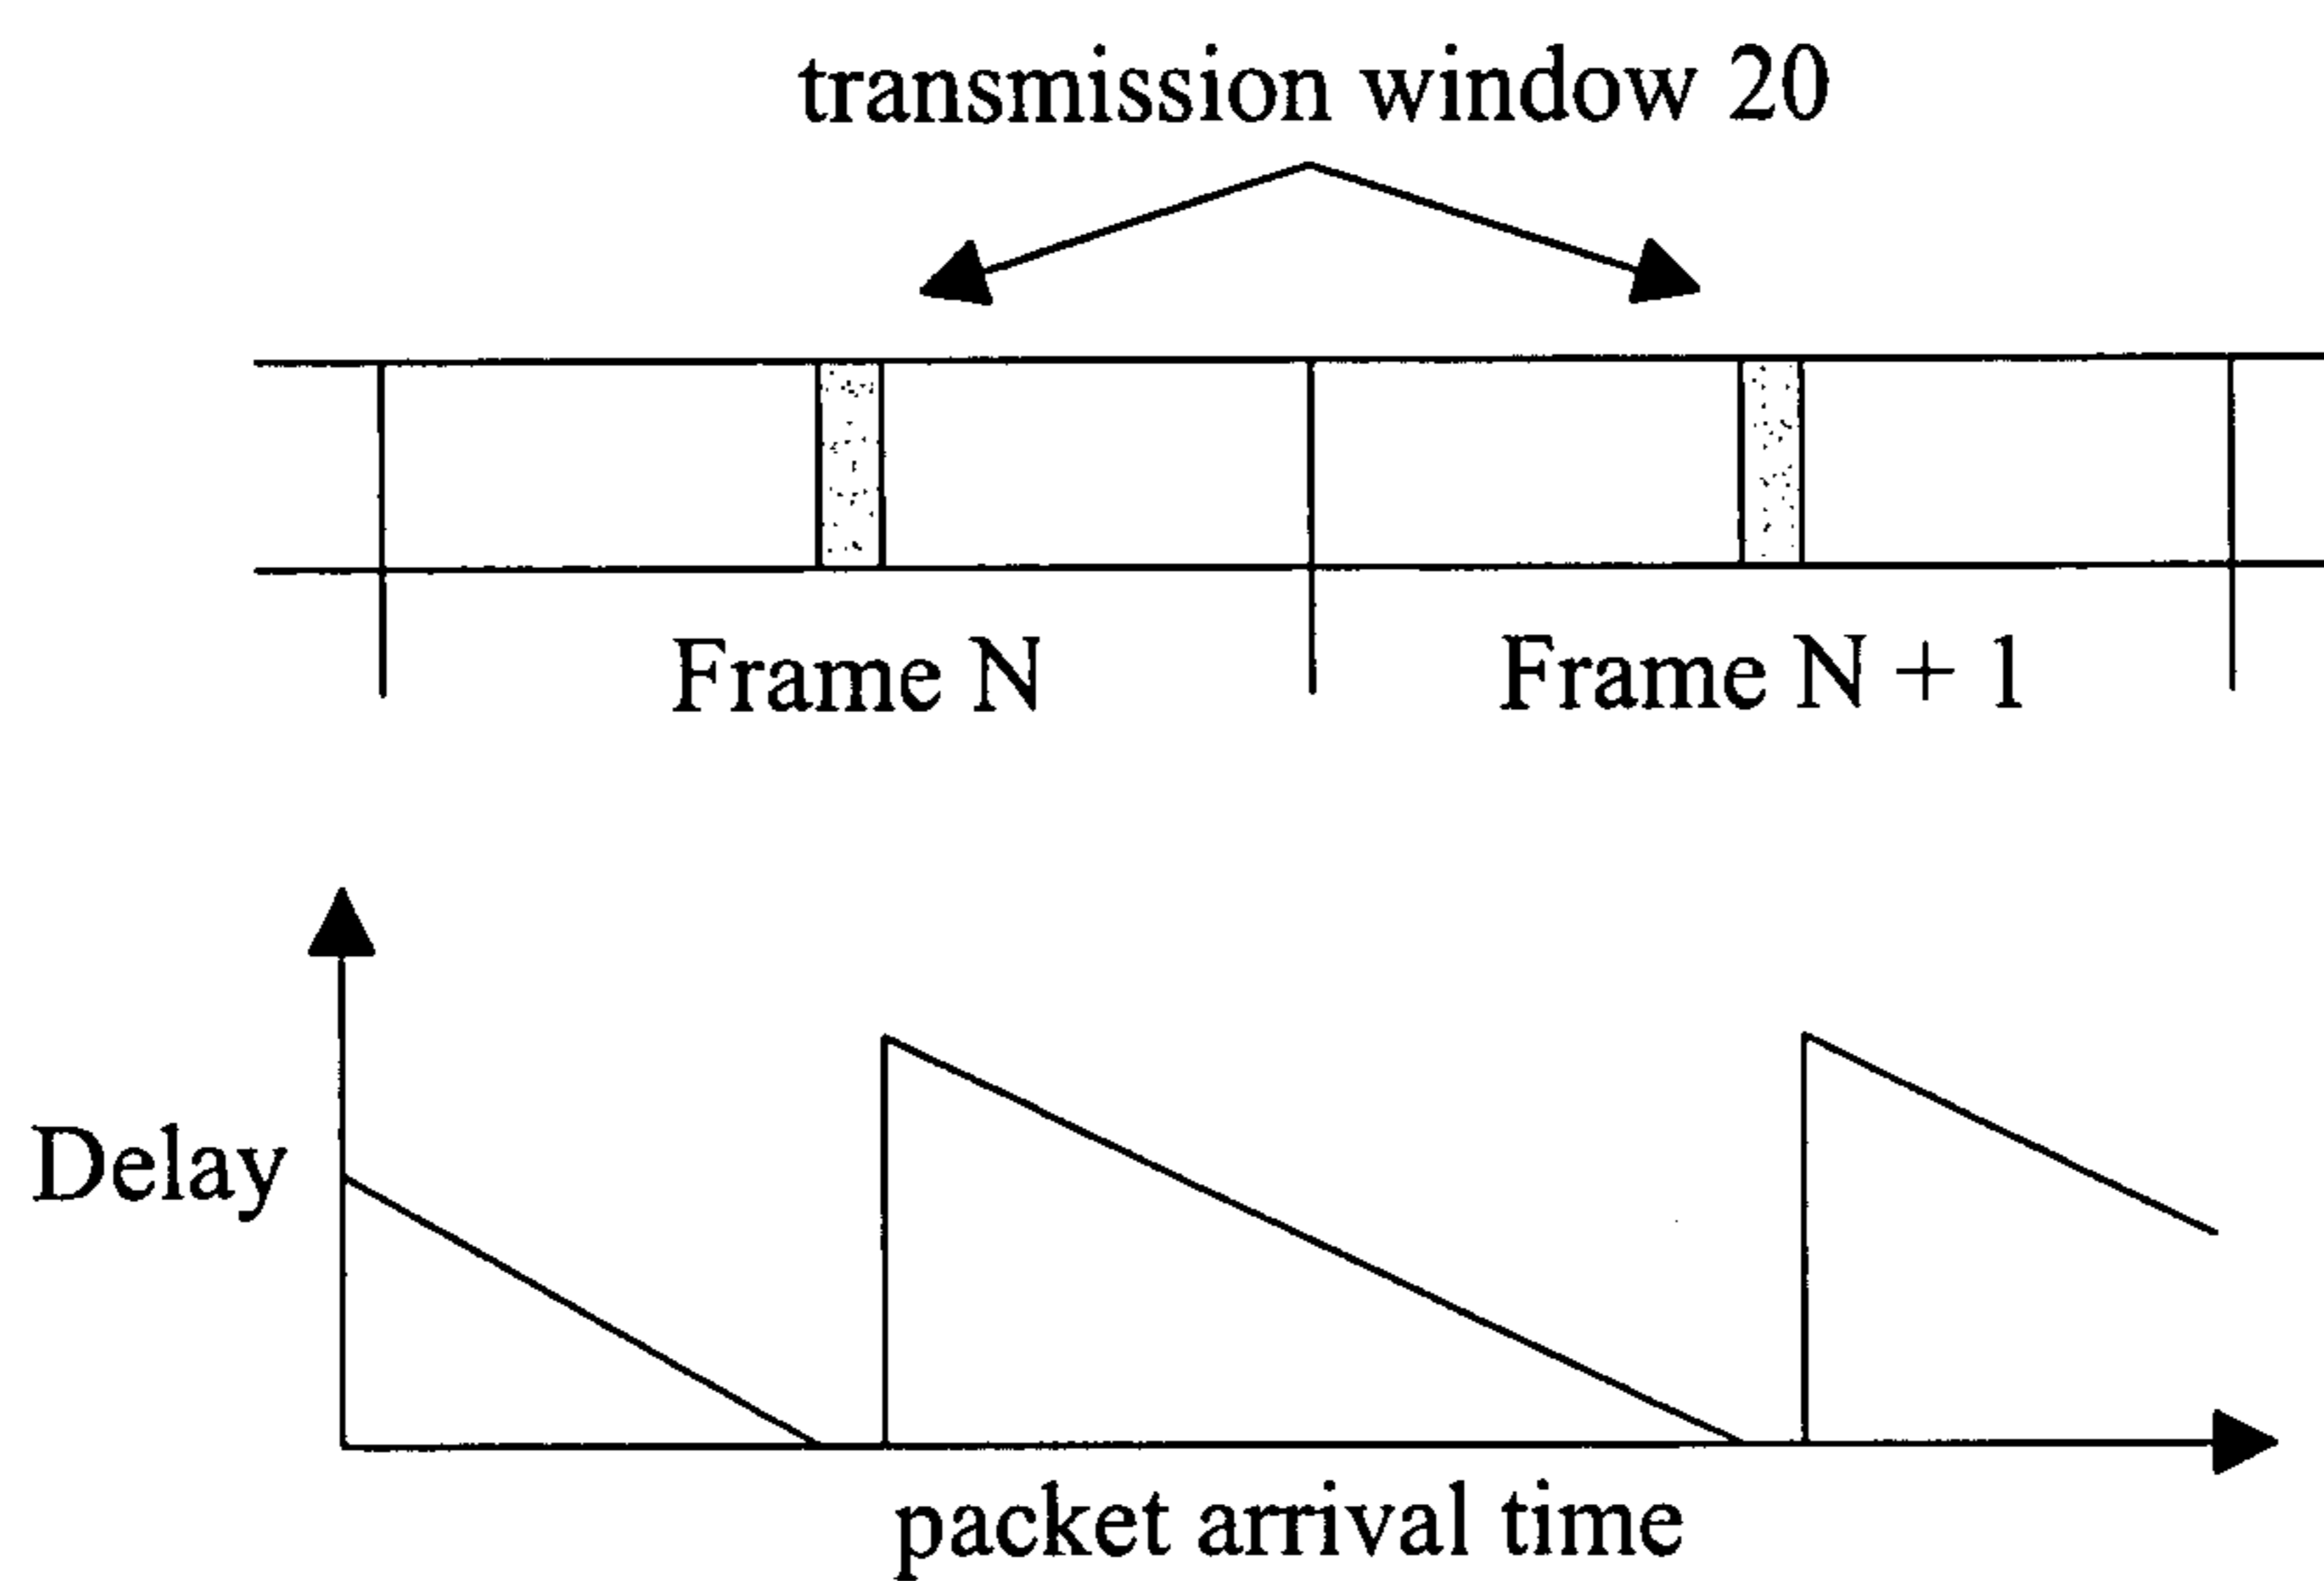 transmission window 20
Frame N
Frame N + 1
Delay
packet arrival time